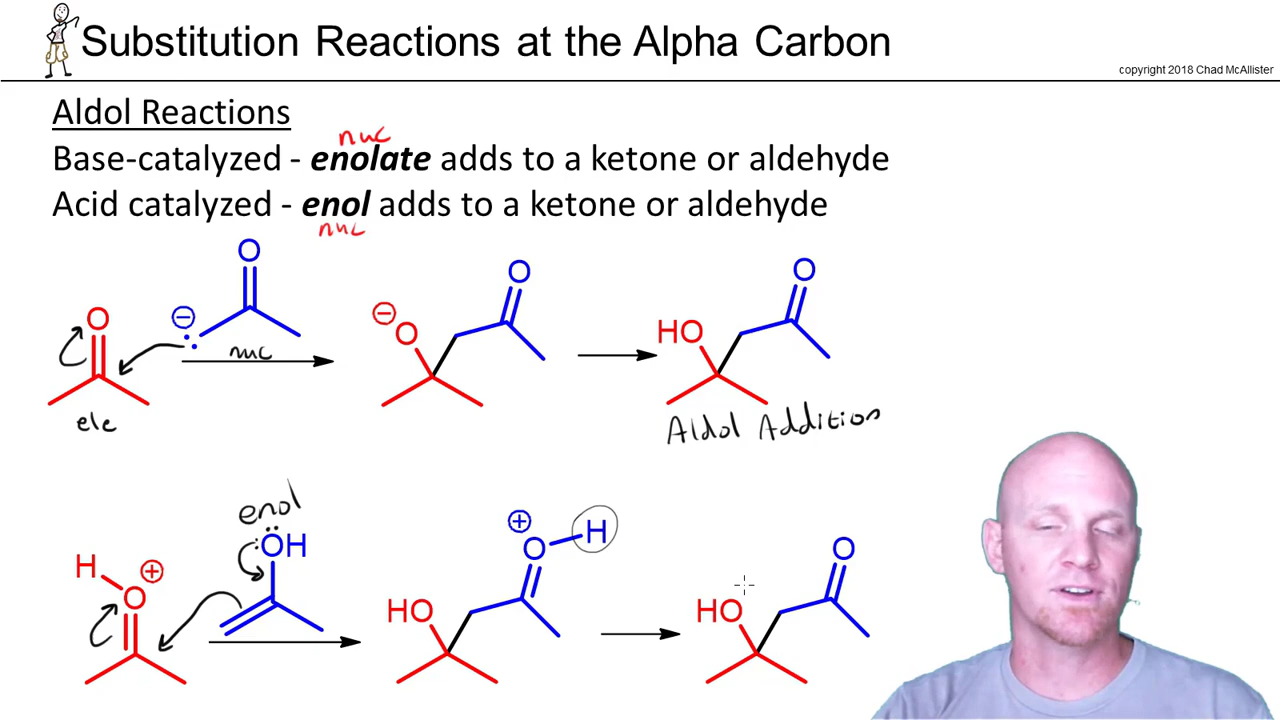 Substitution Reactions at the Alpha Carbon
copyright 2018 Chad McAllister
Aldol Reactions
nuc
Base-catalyzed - enolate adds to a ketone or aldehyde
Acid catalyzed - enol adds to a ketone or aldehyde
nuc
O
O
O
O
⊖
⊖
O
HO
nuc
ele
Aldol Addition
enol
H
⊕
O
:ÖH
⊕
O
H
O
HO
HO